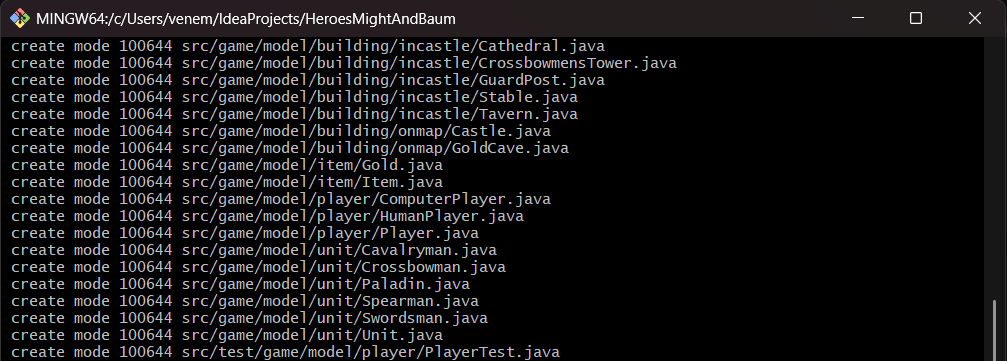 MINGW64:/c/Users/venem/IdeaProjects/HeroesMightAndBaum
create mode 100644 src/game/model/building/incastle/Cathedral.java
create mode 100644 src/game/model/building/incastle/CrossbowmensTower.java
create mode 100644 src/game/model/building/incastle/GuardPost.java
create mode 100644 src/game/model/building/incastle/Stable.java
create mode 100644 src/game/model/building/incastle/Tavern.java
create mode 100644 src/game/model/building/onmap/Castle.java
create mode 100644 src/game/model/building/onmap/GoldCave.java
create mode 100644 src/game/model/item/Gold.java
create mode 100644 src/game/model/item/Item.java
create mode 100644 src/game/model/player/ComputerPlayer.java
create mode 100644 src/game/model/player/HumanPlayer.java
create mode 100644 src/game/model/player/Player.java
create mode 100644 src/game/model/unit/Cavalryman.java
create mode 100644 src/game/model/unit/Crossbowman.java
create mode 100644 src/game/model/unit/Paladin.java
create mode 100644 src/game/model/unit/Spearman.java
create mode 100644 src/game/model/unit/Swordsman.java
create mode 100644 src/game/model/unit/Unit.java
create mode 100644 src/test/game/model/player/PlayerTest.java